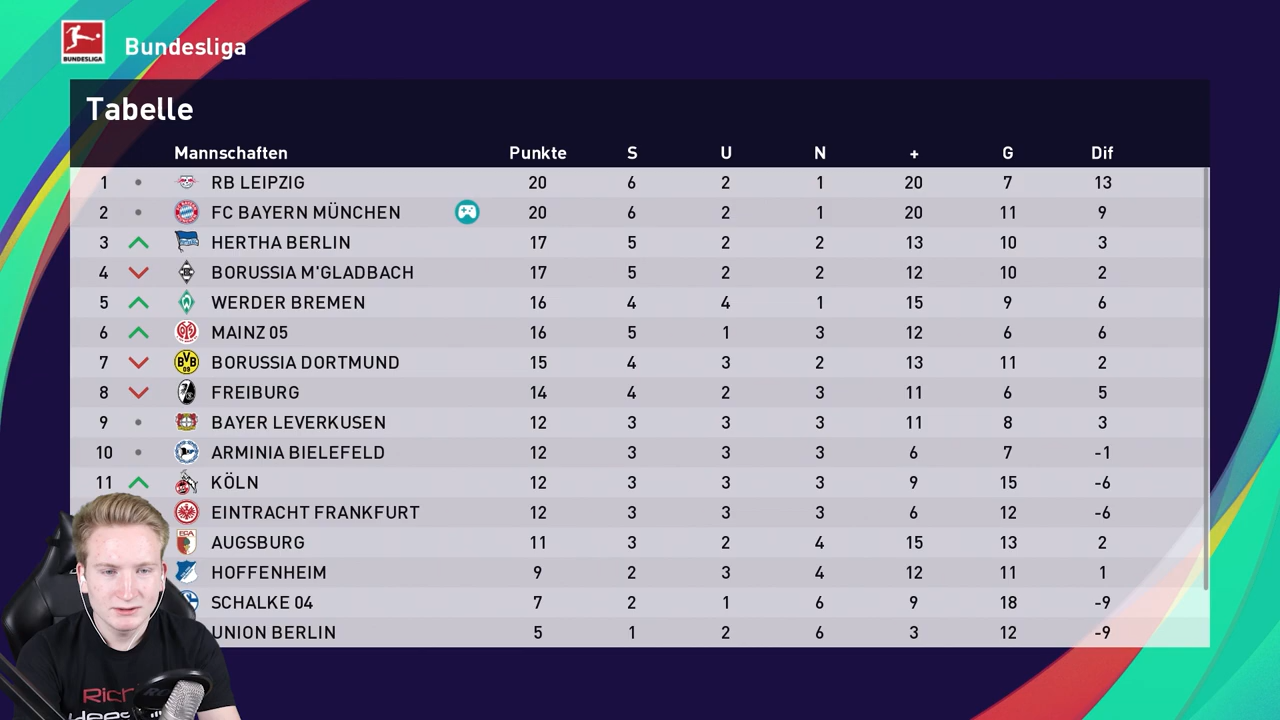 BUNDESLIGA
Bundesliga
Tabelle
Mannschaften Punkte S U N + G Dif
1 RB LEIPZIG 20 6 2 1 20 7 13
2 FC BAYERN MÜNCHEN 20 6 2 1 20 11 9
3 HERTHA BERLIN 17 5 2 2 13 10 3
4 BORUSSIA M'GLADBACH 17 5 2 2 12 10 2
5 WERDER BREMEN 16 4 4 1 15 9 6
6 MAINZ 05 16 5 1 3 12 6 6
7 BORUSSIA DORTMUND 15 4 3 2 13 11 2
8 FREIBURG 14 4 2 3 11 6 5
9 BAYER LEVERKUSEN 12 3 3 3 11 8 3
10 ARMINIA BIELEFELD 12 3 3 3 6 7 -1
11 KÖLN 12 3 3 3 9 15 -6
EINTRACHT FRANKFURT 12 3 3 3 6 12 -6
AUGSBURG 11 3 2 4 15 13 2
HOFFENHEIM 9 2 3 4 12 11 1
SCHALKE 04 7 2 1 6 9 18 -9
UNION BERLIN 5 1 2 6 3 12 -9